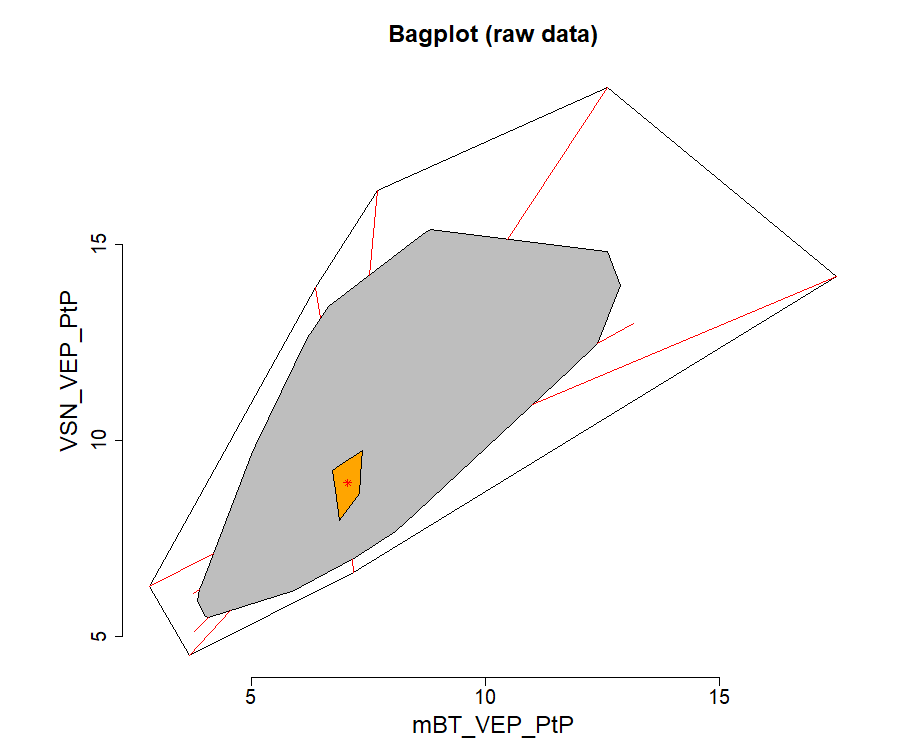 Bagplot (raw data)
VSN_VEP_PtP
15
10
5
5 10 15
mBT_VEP_PtP